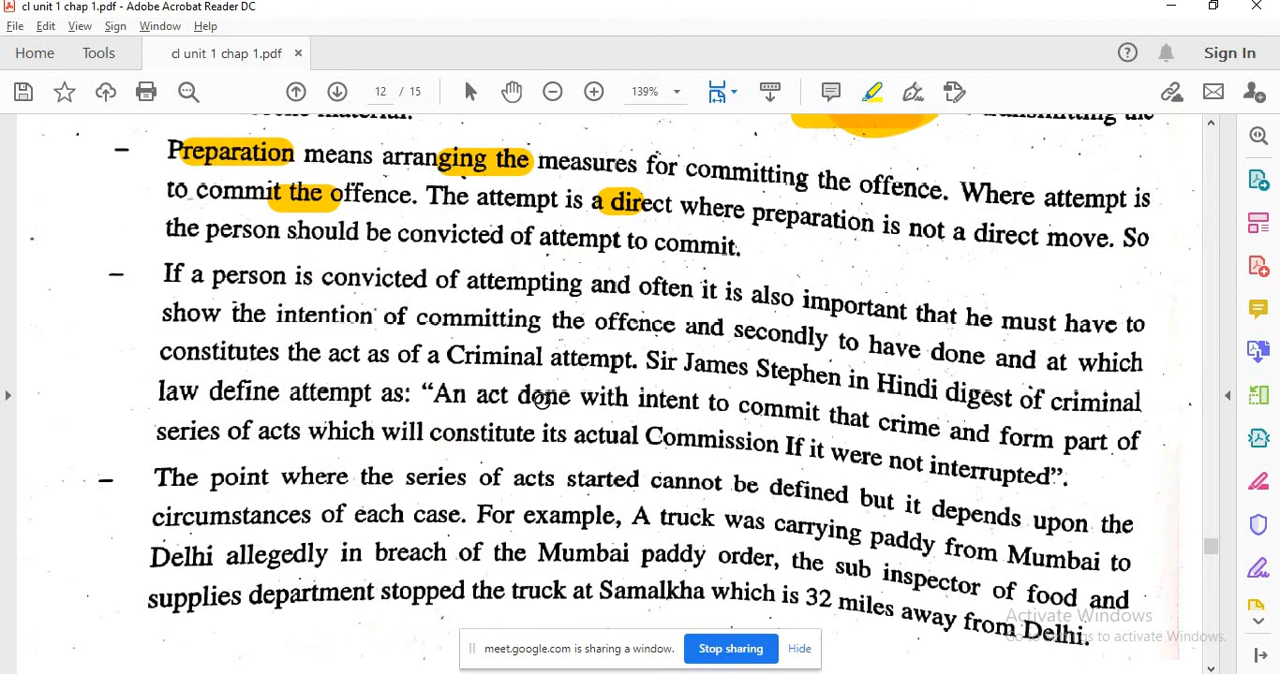 cl unit 1 chap 1.pdf - Adobe Acrobat Reader DC
File Edit View Sign Window Help
Home Tools cl unit 1 chap 1.pdf × Sign In
12 / 15 139%
transmitting the
– Preparation means arranging the measures for committing the offence. Where attempt is
to commit the offence. The attempt is a direct where preparation is not a direct move. So
the person should be convicted of attempt to commit.
– If a person is convicted of attempting and often it is also important that he must have to
show the intention of committing the offence and secondly to have done and at which
constitutes the act as of a Criminal attempt. Sir James Stephen in Hindi digest of criminal
law define attempt as: “An act done with intent to commit that crime and form part of
series of acts which will constitute its actual Commission If it were not interrupted”.
– The point where the series of acts started cannot be defined but it depends upon the
circumstances of each case. For example, A truck was carrying paddy from Mumbai to
Delhi allegedly in breach of the Mumbai paddy order, the sub inspector of food and
supplies department stopped the truck at Samalkha which is 32 miles away from Delhi.
Activate Windows
Go to Settings to activate Windows.
meet.google.com is sharing a window. Stop sharing Hide